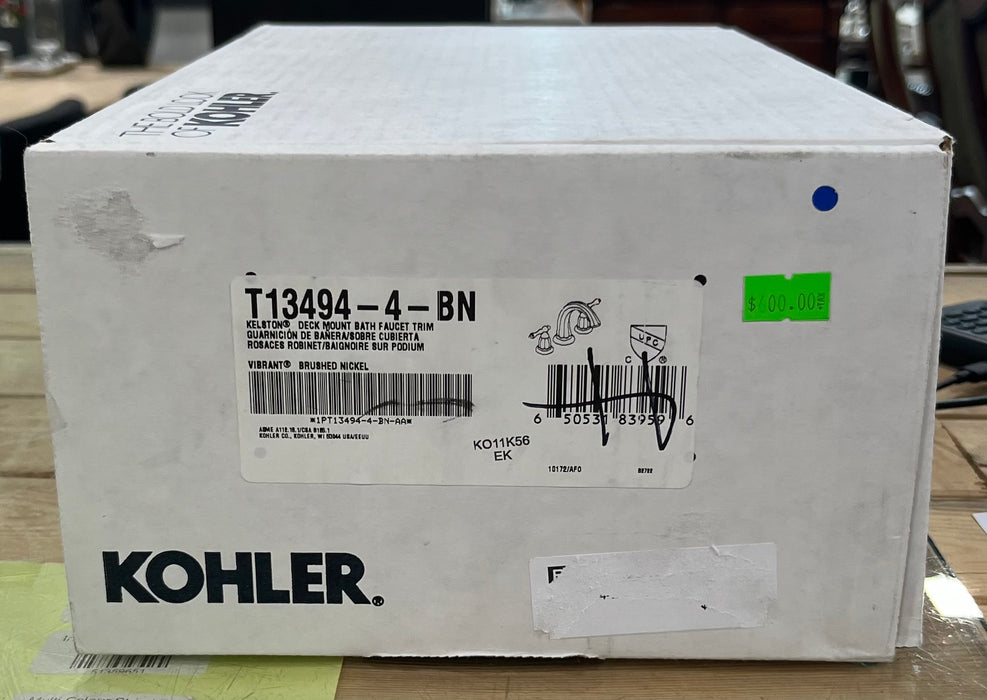 THE BOLD LOOK
OF KOHLER®
T13494-4-BN
KELSTON® DECK MOUNT BATH FAUCET TRIM
GUARNICIÓN DE BAÑERA/SOBRE CUBIERTA
ROSACES ROBINET/BAIGNOIRE SUR PODIUM
VIBRANT® BRUSHED NICKEL
*1PT13494-4-BN-AA*
ASME A112.18.1/CSA B125.1
KOHLER CO., KOHLER, WI 53044 USA/EEUU
UPC
C ®
6 50531 83959 6
KO11K56
EK
10172/AFO
$600.00
+TAX
KOHLER®